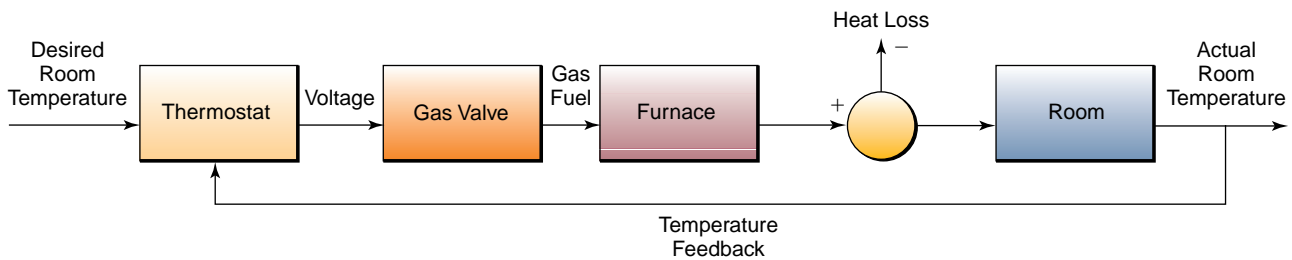 Heat Loss
−
Desired
Room
Temperature
Thermostat
Voltage
Gas Valve
Gas
Fuel
Furnace
+
Room
Actual
Room
Temperature
Temperature
Feedback